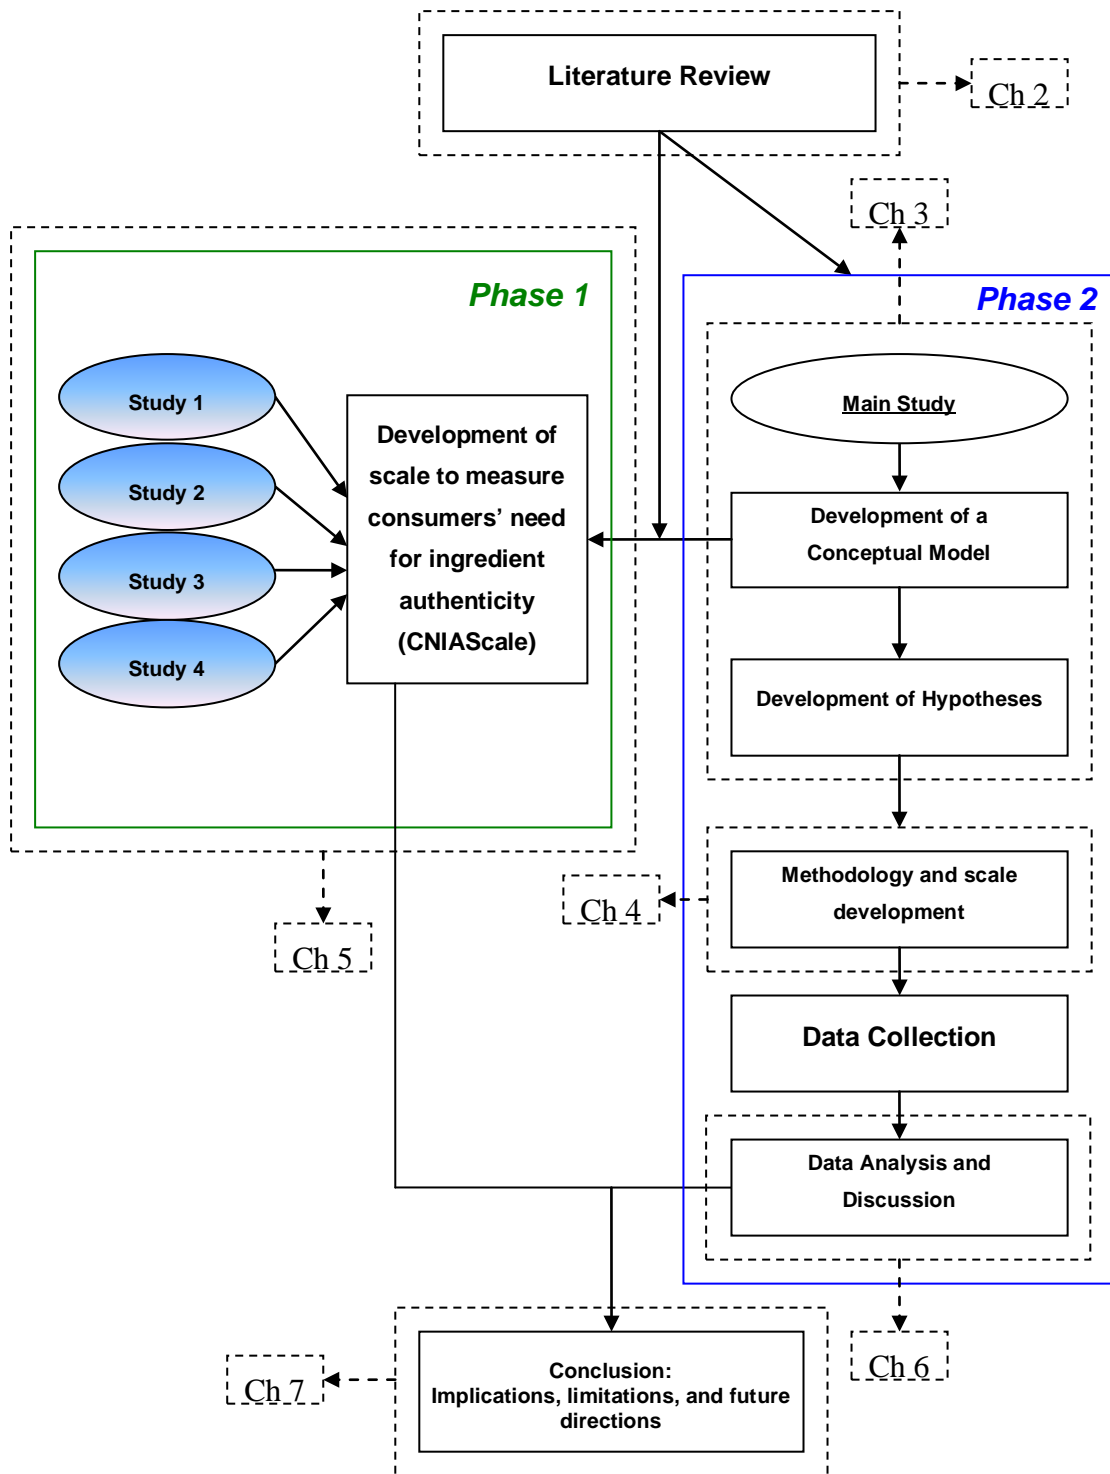 Literature Review
Ch 2
Ch 3
Phase 1
Phase 2
Study 1
Study 2
Study 3
Study 4
Development of
scale to measure
consumers’ need
for ingredient
authenticity
(CNIAScale)
Main Study
Development of a
Conceptual Model
Development of Hypotheses
Methodology and scale
development
Ch 4
Ch 5
Data Collection
Data Analysis and
Discussion
Ch 6
Conclusion:
Implications, limitations, and future
directions
Ch 7